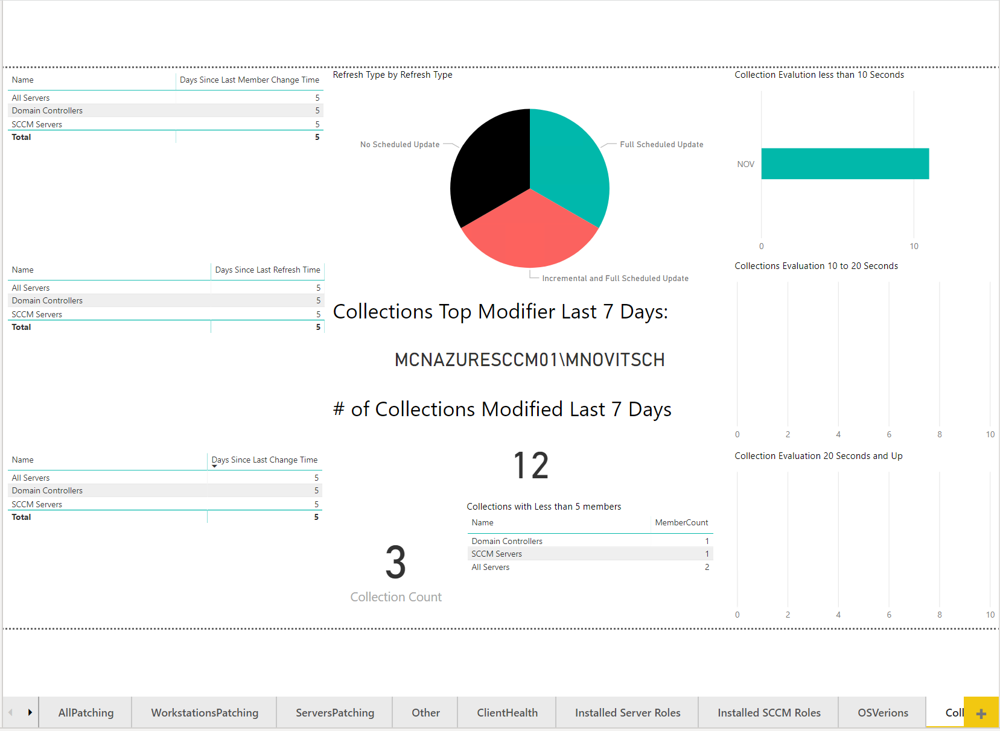 Name Days Since Last Member Change Time
All Servers 5
Domain Controllers 5
SCCM Servers 5
Total 5
Name Days Since Last Refresh Time
All Servers 5
Domain Controllers 5
SCCM Servers 5
Total 5
Name Days Since Last Change Time
All Servers 5
Domain Controllers 5
SCCM Servers 5
Total 5
Refresh Type by Refresh Type
No Scheduled Update
Full Scheduled Update
Incremental and Full Scheduled Update
Collections Top Modifier Last 7 Days:
MCNAZURESCCM01\MNOVITSCH
# of Collections Modified Last 7 Days
12
3
Collection Count
Collections with Less than 5 members
Name MemberCount
Domain Controllers 1
SCCM Servers 1
All Servers 2
Collection Evalution less than 10 Seconds
NOV
0 10
Collections Evaluation 10 to 20 Seconds
0 2 4 6 8 10
Collection Evaluation 20 Seconds and Up
0 2 4 6 8 10
AllPatching WorkstationsPatching ServersPatching Other ClientHealth Installed Server Roles Installed SCCM Roles OSVerions Coll